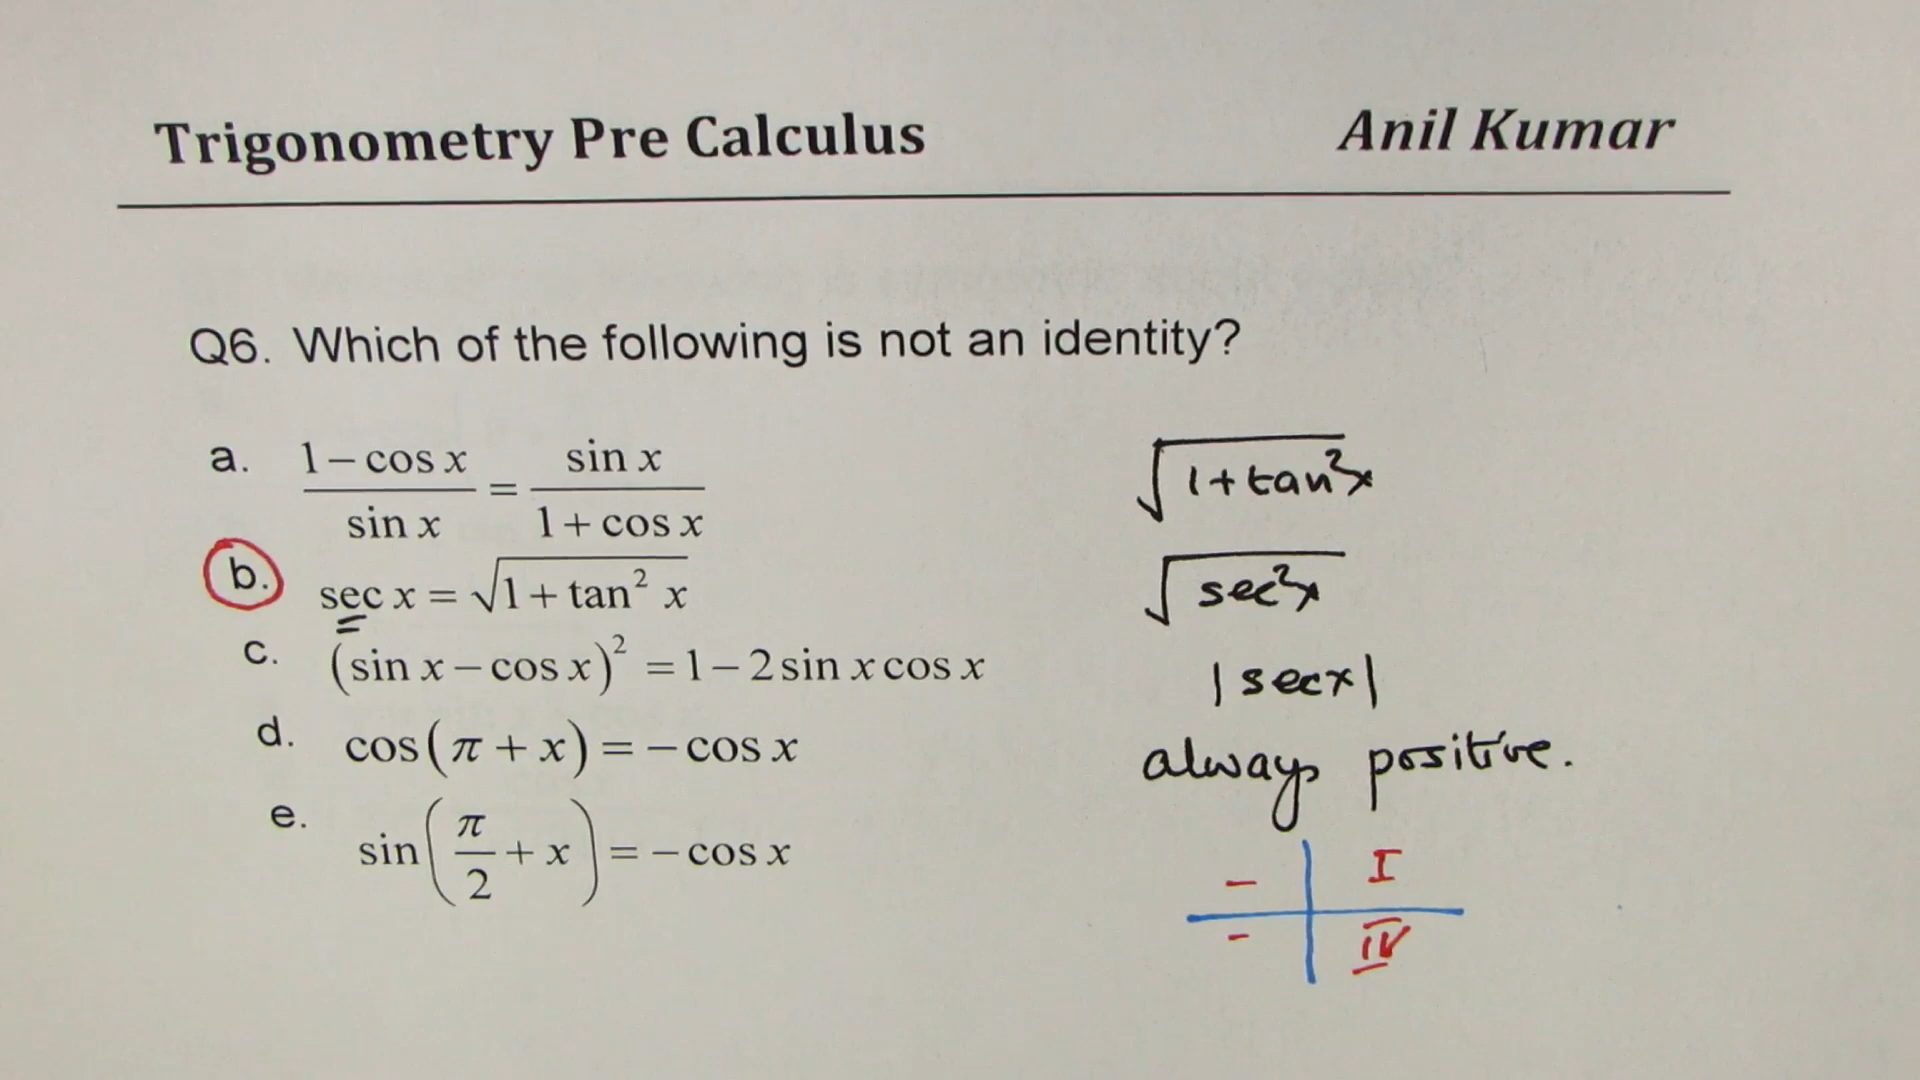 Trigonometry Pre Calculus Anil Kumar
Q6. Which of the following is not an identity?
a. (1 − cos x)/(sin x) = (sin x)/(1 + cos x)
b. sec x = √(1 + tan² x)
c. (sin x − cos x)² = 1 − 2 sin x cos x
d. cos(π + x) = − cos x
e. sin(π/2 + x) = − cos x
√(1 + tan²x)
√(sec²x)
|secx|
always positive.
− I
− IV